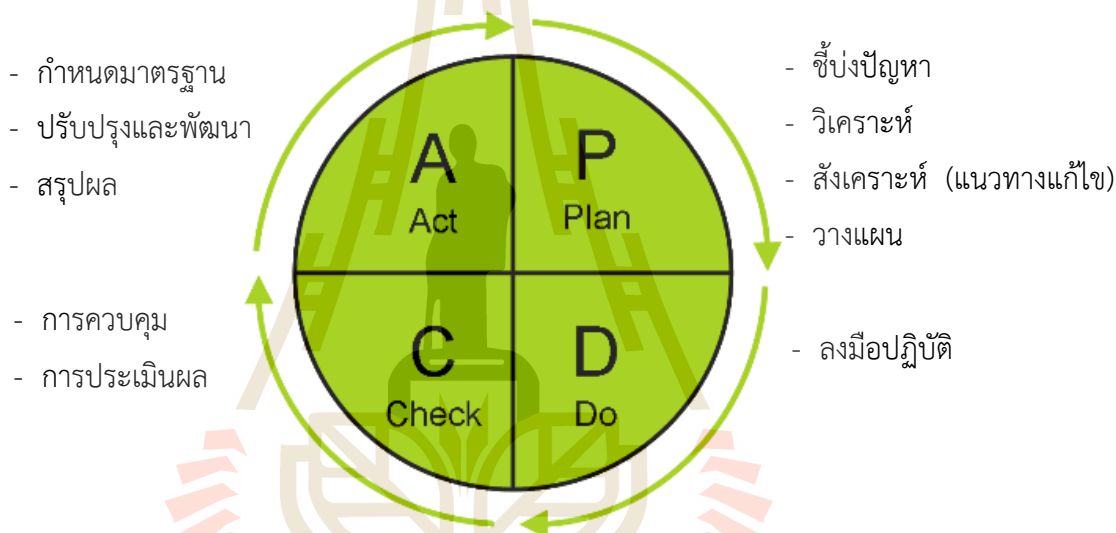 - กำหนดมาตรฐาน
- ปรับปรุงและพัฒนา
- สรุปผล
A
Act
P
Plan
- ชี้บ่งปัญหา
- วิเคราะห์
- สังเคราะห์ (แนวทางแก้ไข)
- วางแผน
- การควบคุม
- การประเมินผล
C
Check
D
Do
- ลงมือปฏิบัติ